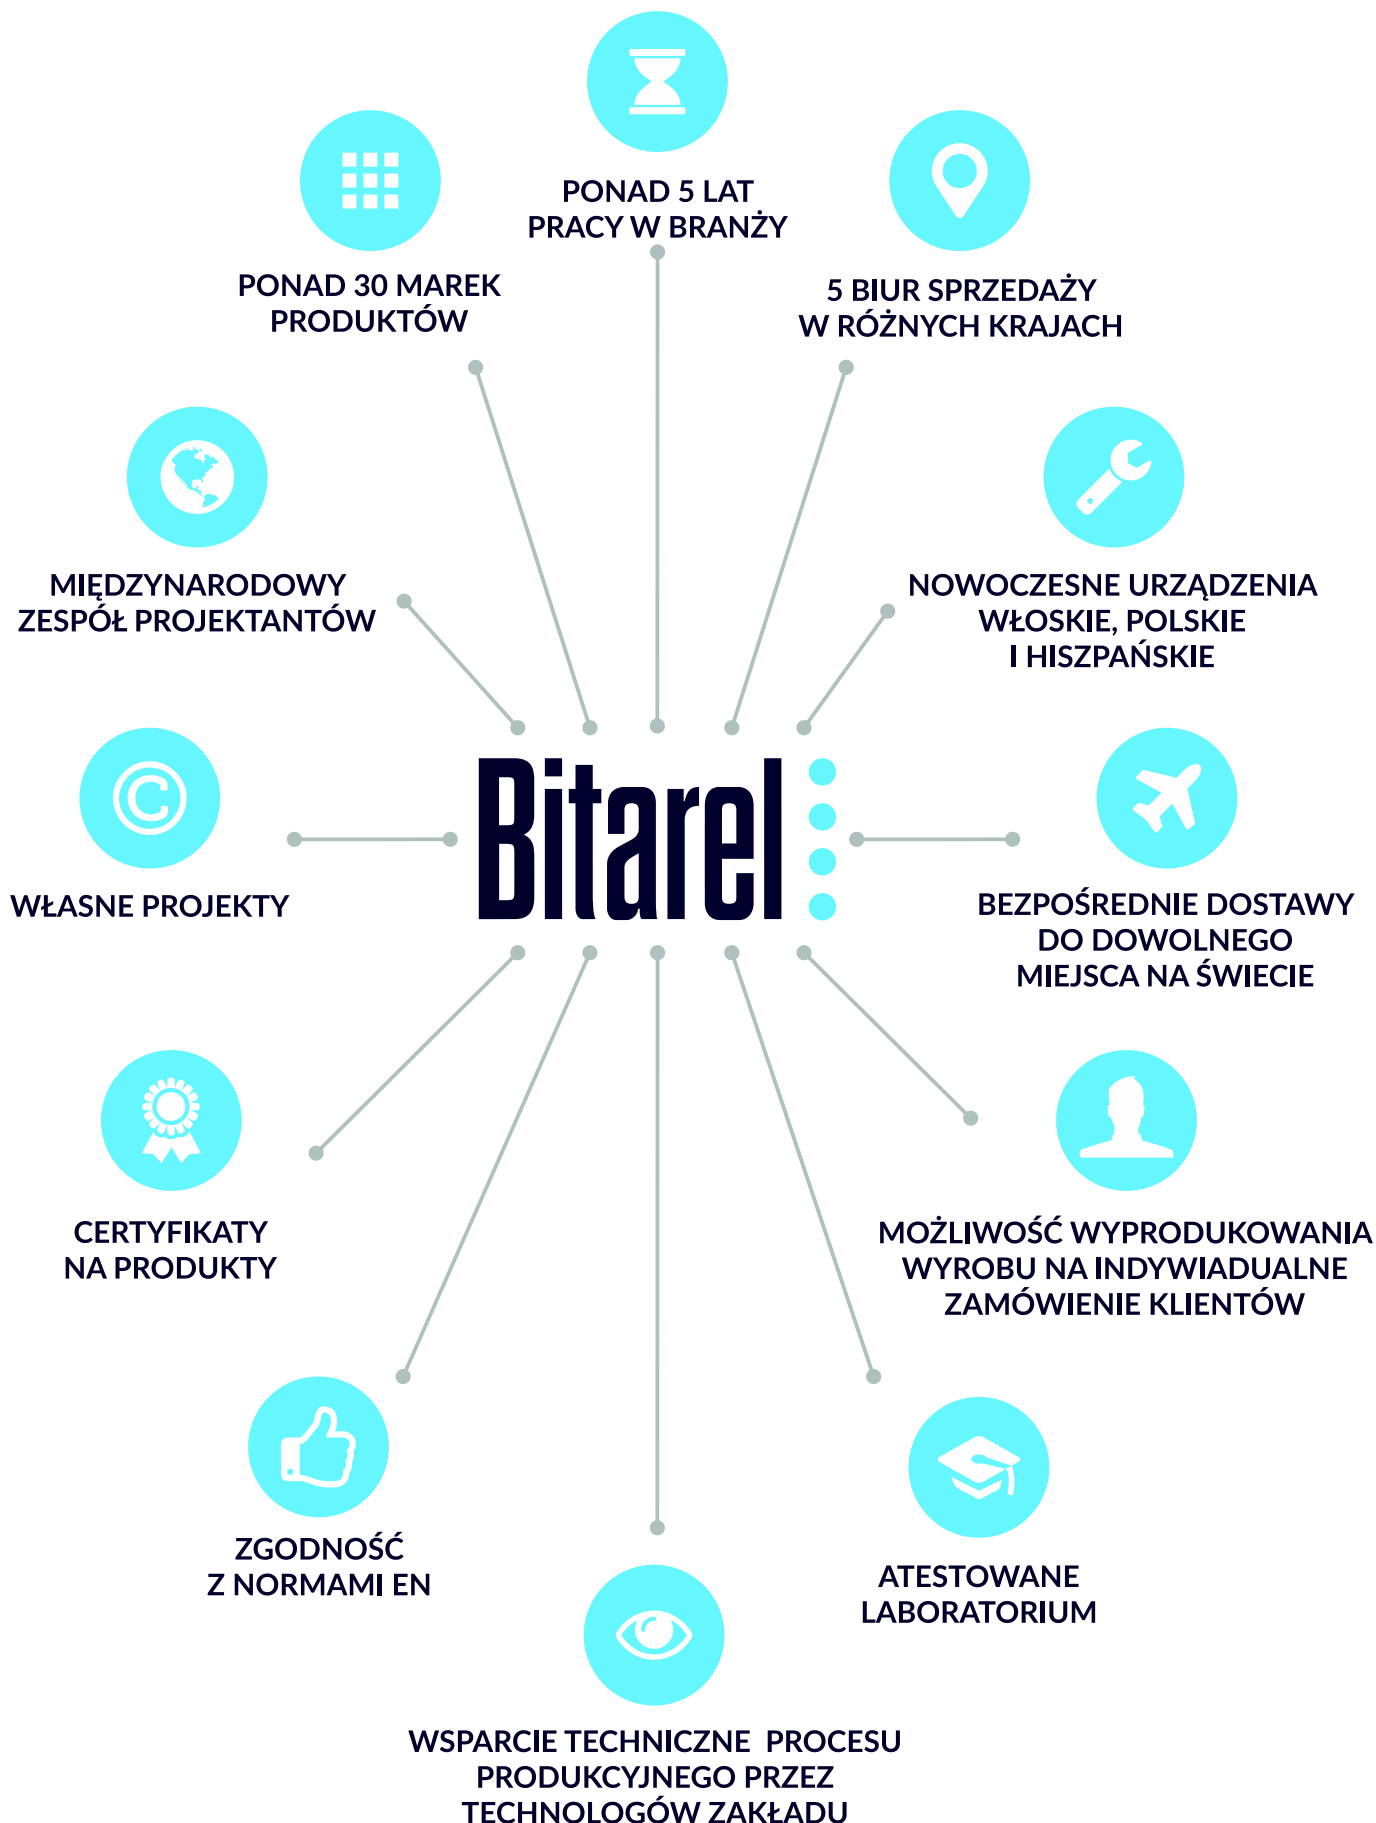 PONAD 5 LAT
PRACY W BRANŻY
PONAD 30 MAREK
PRODUKTÓW
5 BIUR SPRZEDAŻY
W RÓŻNYCH KRAJACH
MIĘDZYNARODOWY
ZESPÓŁ PROJEKTANTÓW
NOWOCZESNE URZĄDZENIA
WŁOSKIE, POLSKIE
I HISZPAŃSKIE
Bitarel
WŁASNE PROJEKTY
BEZPOŚREDNIE DOSTAWY
DO DOWOLNEGO
MIEJSCA NA ŚWIECIE
CERTYFIKATY
NA PRODUKTY
MOŻLIWOŚĆ WYPRODUKOWANIA
WYROBU NA INDYWIADUALNE
ZAMÓWIENIE KLIENTÓW
ZGODNOŚĆ
Z NORMAMI EN
ATESTOWANE
LABORATORIUM
WSPARCIE TECHNICZNE PROCESU
PRODUKCYJNEGO PRZEZ
TECHNOLOGÓW ZAKŁADU